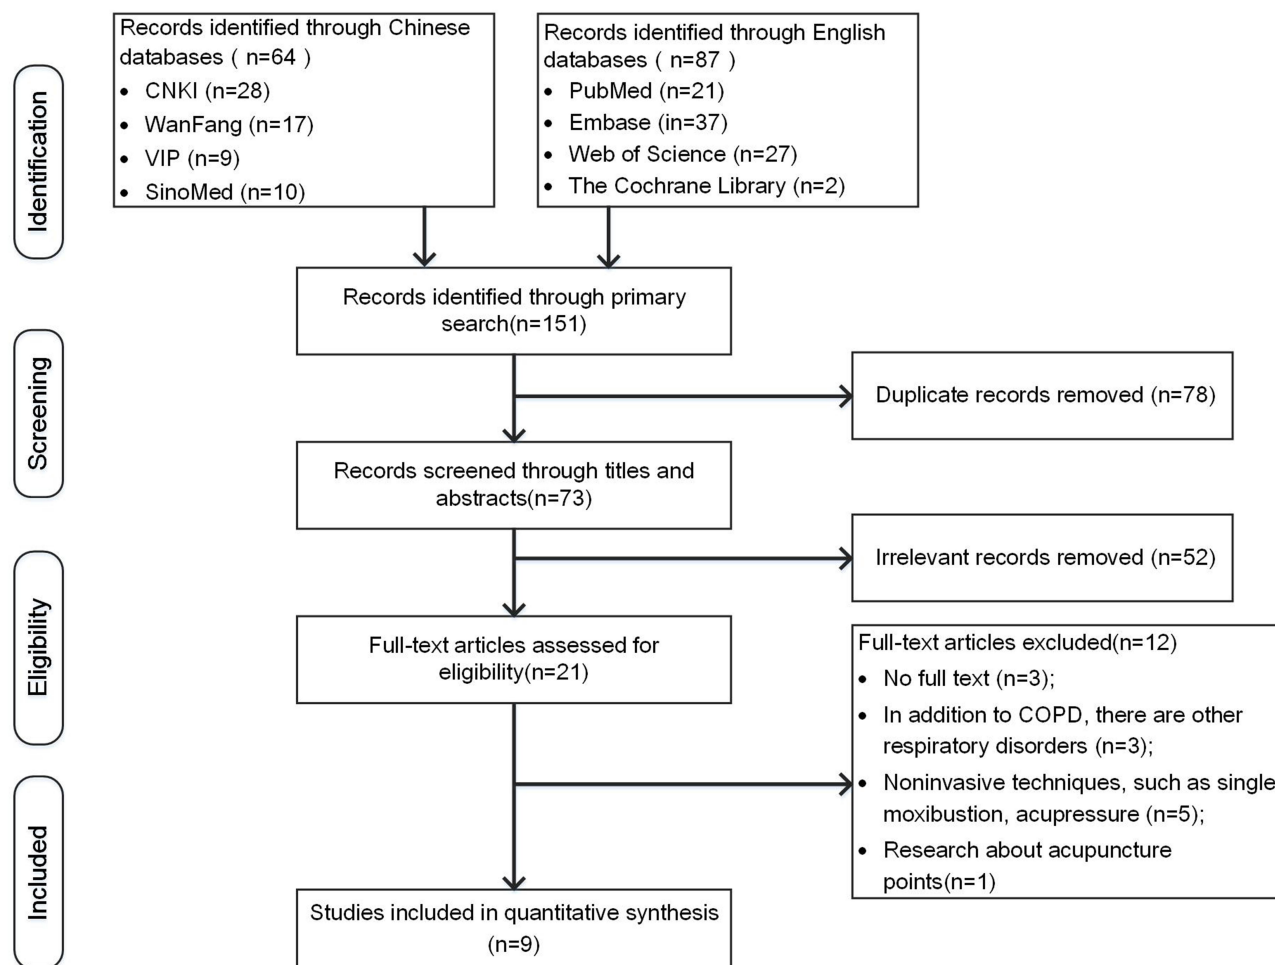 Identification
Records identified through Chinese
databases ( n=64 )
• CNKI (n=28)
• WanFang (n=17)
• VIP (n=9)
• SinoMed (n=10)
Records identified through English
databases ( n=87 )
• PubMed (n=21)
• Embase (in=37)
• Web of Science (n=27)
• The Cochrane Library (n=2)
Records identified through primary
search(n=151)
Screening
Duplicate records removed (n=78)
Records screened through titles and
abstracts(n=73)
Irrelevant records removed (n=52)
Eligibility
Full-text articles assessed for
eligibility(n=21)
Full-text articles excluded(n=12)
• No full text (n=3);
• In addition to COPD, there are other
respiratory disorders (n=3);
• Noninvasive techniques, such as single
moxibustion, acupressure (n=5);
• Research about acupuncture
points(n=1)
Included
Studies included in quantitative synthesis
(n=9)